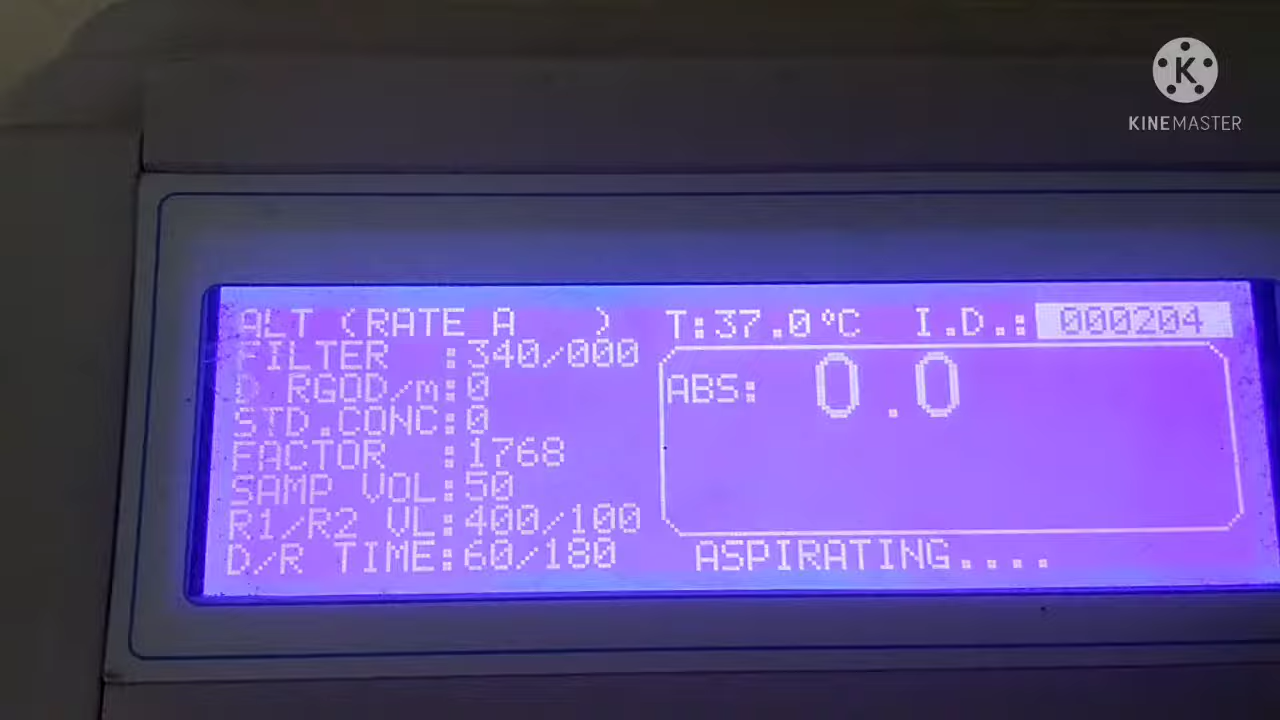 K
KINEMASTER
ALT (RATE A   ) T:37.0°C I.D.: 000204
FILTER :340/000
D.RGOD/m:0
STD.CONC:0
FACTOR :1768
SAMP VOL:50
R1/R2 VL:400/100
D/R TIME:60/180
ABS: 0.0
ASPIRATING....